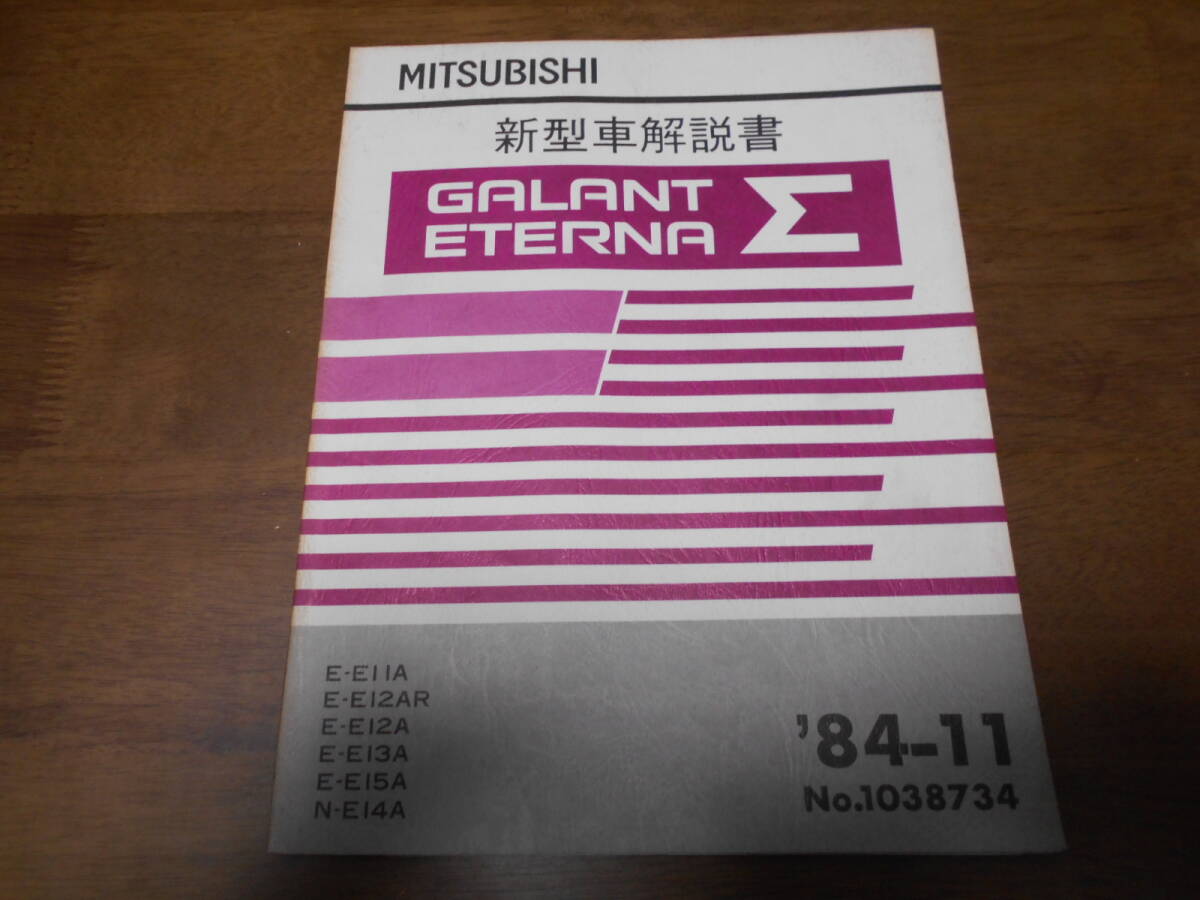 MITSUBISHI
新型車解説書
GALANT
ETERNA Σ
E-E11A
E-E12AR
E-E12A
E-E13A
E-E15A
N-E14A
'84-11
No.1038734